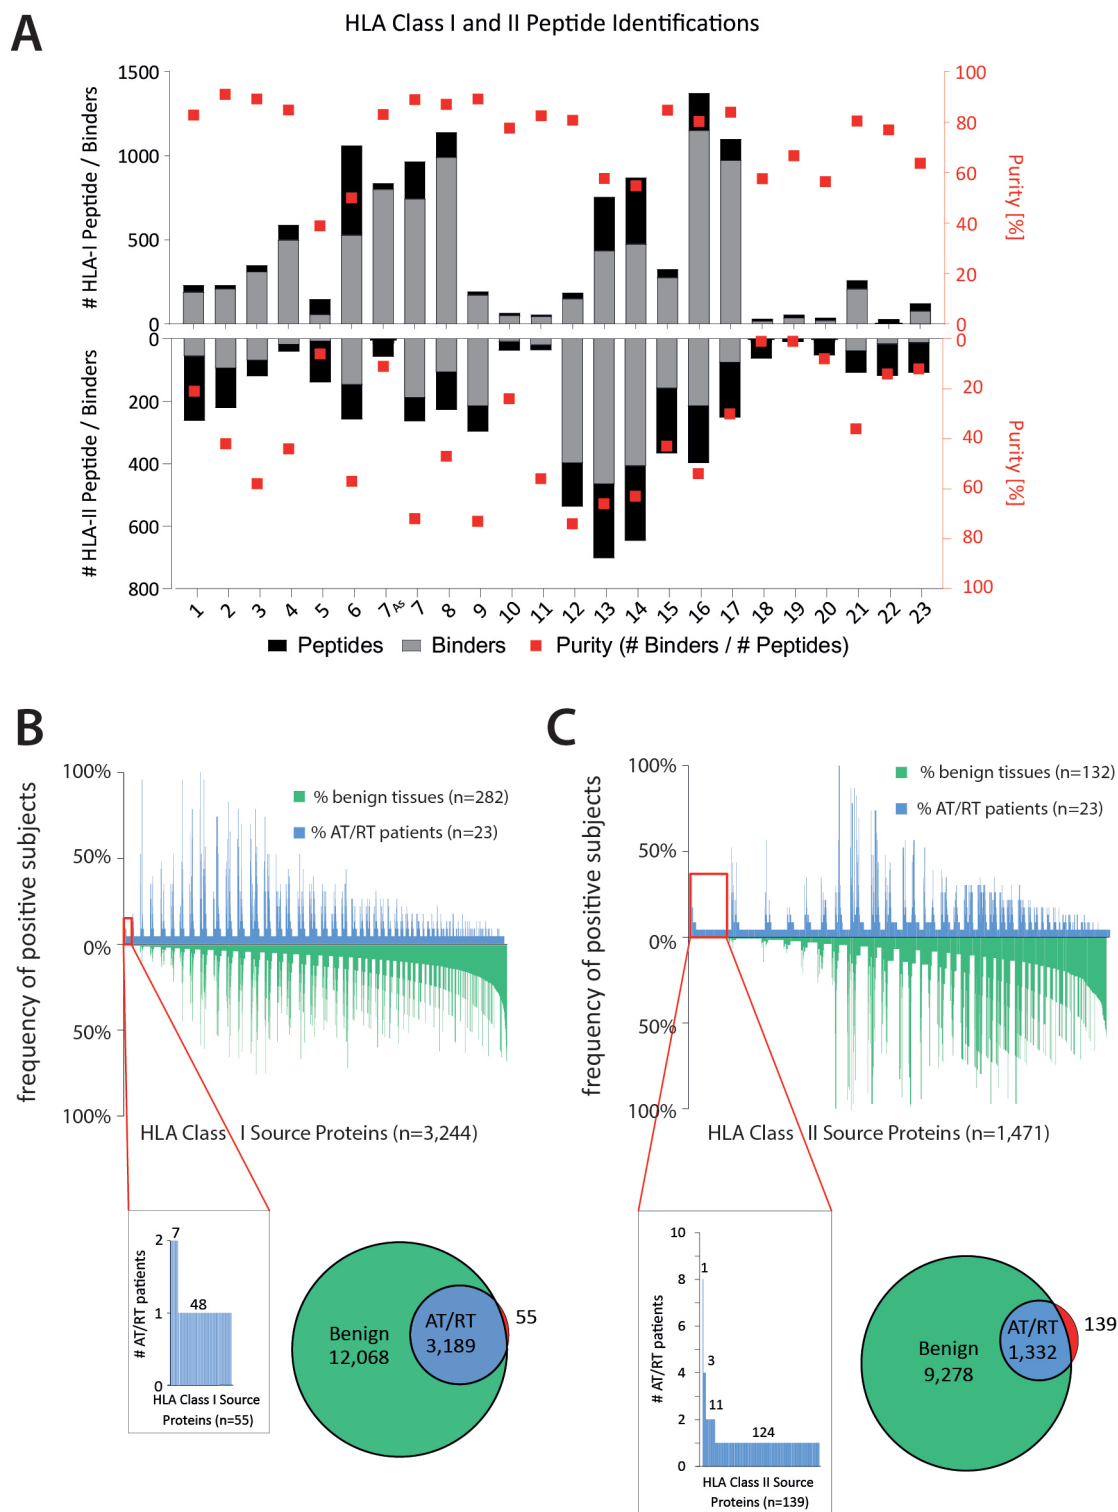 A
HLA Class I and II Peptide Identifications
# HLA-I Peptide / Binders
1500
1000
500
0
100
80
60
40
20
0
Purity [%]
# HLA-II Peptide / Binders
0
200
400
600
800
0
20
40
60
80
100
Purity [%]
1 2 3 4 5 6 7As 7 8 9 10 11 12 13 14 15 16 17 18 19 20 21 22 23
Peptides Binders Purity (# Binders / # Peptides)
B
frequency of positive subjects
100%
50%
0%
50%
100%
% benign tissues (n=282)
% AT/RT patients (n=23)
HLA Class I Source Proteins (n=3,244)
# AT/RT patients
2
1
0
7
48
HLA Class I Source
Proteins (n=55)
Benign
12,068
AT/RT
3,189
55
C
frequency of positive subjects
100%
50%
0%
50%
100%
% benign tissues (n=132)
% AT/RT patients (n=23)
HLA Class II Source Proteins (n=1,471)
# AT/RT patients
10
8
6
4
2
0
1
3
11
124
HLA Class II Source
Proteins (n=139)
Benign
9,278
AT/RT
1,332
139